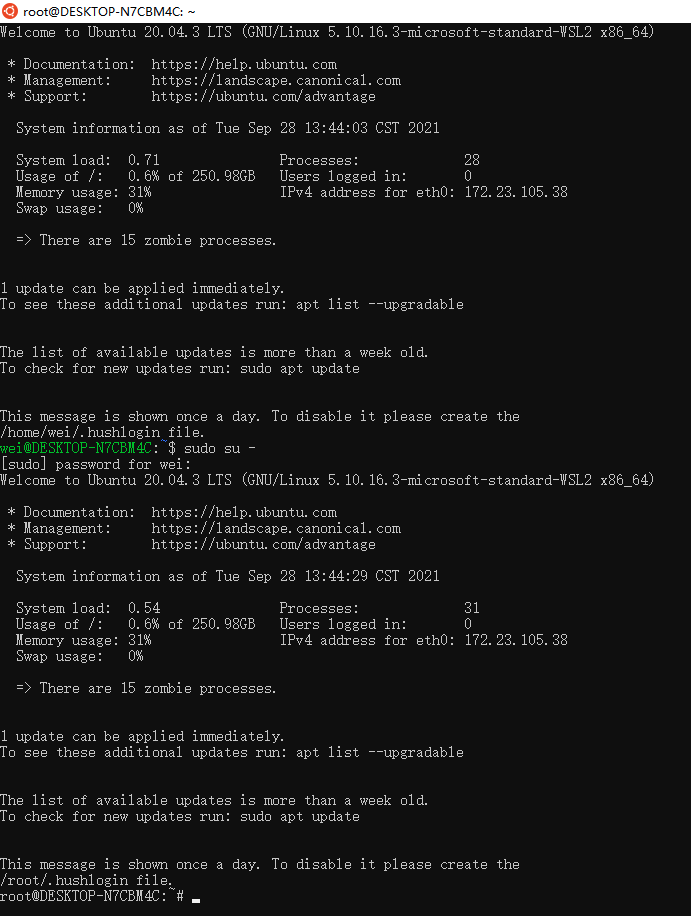 root@DESKTOP-N7CBM4C: ~
Welcome to Ubuntu 20.04.3 LTS (GNU/Linux 5.10.16.3-microsoft-standard-WSL2 x86_64)
* Documentation:  https://help.ubuntu.com
* Management:     https://landscape.canonical.com
* Support:        https://ubuntu.com/advantage
System information as of Tue Sep 28 13:44:03 CST 2021
System load:  0.71               Processes:             28
Usage of /:   0.6% of 250.98GB   Users logged in:       0
Memory usage: 31%                IPv4 address for eth0: 172.23.105.38
Swap usage:   0%
=> There are 15 zombie processes.
1 update can be applied immediately.
To see these additional updates run: apt list --upgradable
The list of available updates is more than a week old.
To check for new updates run: sudo apt update
This message is shown once a day. To disable it please create the
/home/wei/.hushlogin file.
wei@DESKTOP-N7CBM4C:~$ sudo su -
[sudo] password for wei:
Welcome to Ubuntu 20.04.3 LTS (GNU/Linux 5.10.16.3-microsoft-standard-WSL2 x86_64)
* Documentation:  https://help.ubuntu.com
* Management:     https://landscape.canonical.com
* Support:        https://ubuntu.com/advantage
System information as of Tue Sep 28 13:44:29 CST 2021
System load:  0.54               Processes:             31
Usage of /:   0.6% of 250.98GB   Users logged in:       0
Memory usage: 31%                IPv4 address for eth0: 172.23.105.38
Swap usage:   0%
=> There are 15 zombie processes.
1 update can be applied immediately.
To see these additional updates run: apt list --upgradable
The list of available updates is more than a week old.
To check for new updates run: sudo apt update
This message is shown once a day. To disable it please create the
/root/.hushlogin file.
root@DESKTOP-N7CBM4C:~#